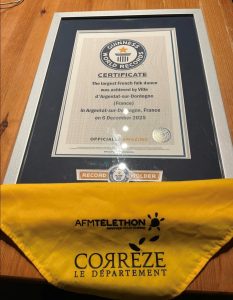 GUINNESS
WORLD RECORDS
CERTIFICATE
The largest French folk dance
was achieved by Ville
d'Argentat-sur-Dordogne
(France)
in Argentat-sur-Dordogne, France
on 6 December 2025
OFFICIALLY AMAZING
RECORD HOLDER
AFMTELETHON
CORRÈZE
LE DÉPARTEMENT